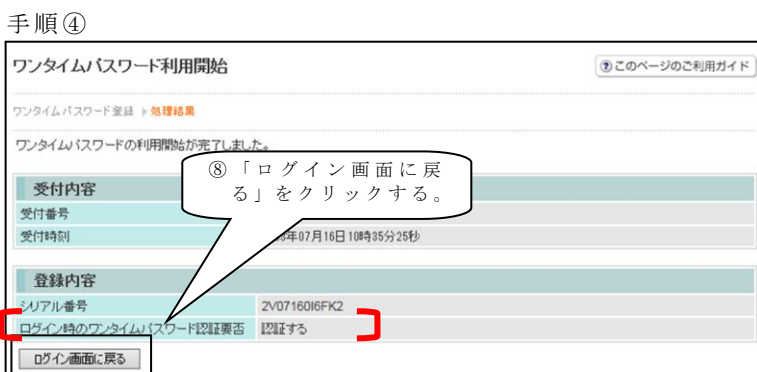 手順④
ワンタイムパスワード利用開始
このページのご利用ガイド
ワンタイムパスワード登録 ▶処理結果
ワンタイムパスワードの利用開始が完了しました。
⑧「ログイン画面に戻
る」をクリックする。
受付内容
受付番号
受付時刻 年07月16日10時35分25秒
登録内容
シリアル番号 2V07160I6FK2
ログイン時のワンタイムパスワード認証要否 認証する
ログイン画面に戻る